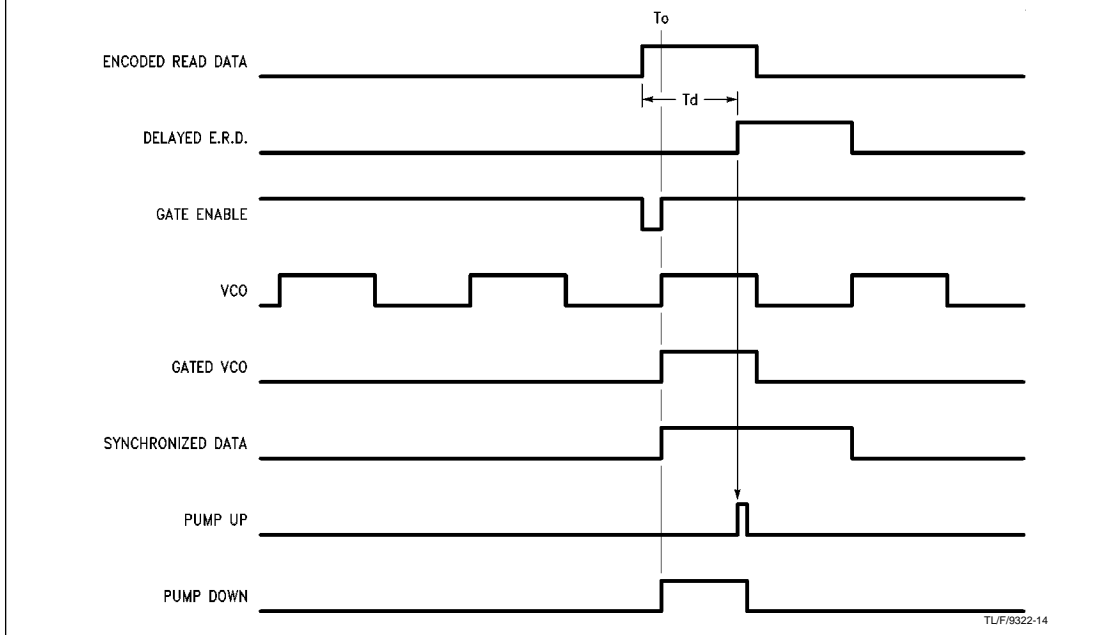 To
ENCODED READ DATA
Td
DELAYED E.R.D.
GATE ENABLE
VCO
GATED VCO
SYNCHRONIZED DATA
PUMP UP
PUMP DOWN
TL/F/9322-14